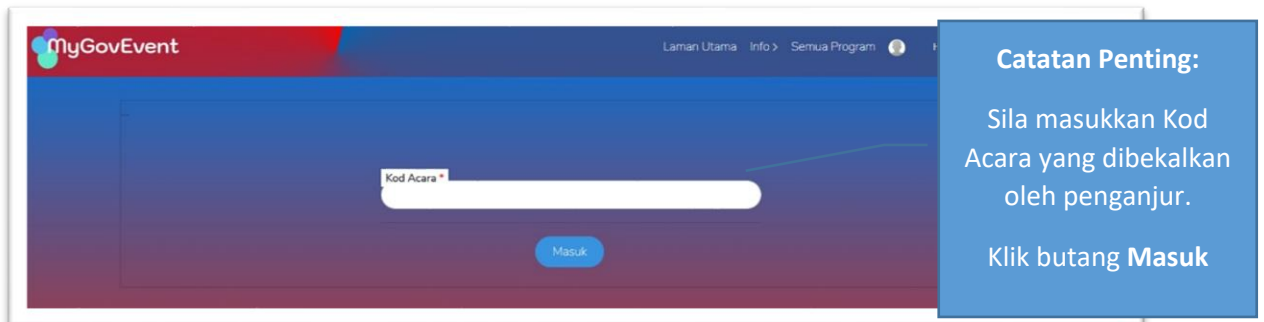 MyGovEvent
Laman Utama Info > Semua Program H
Kod Acara *
Masuk
Catatan Penting:
Sila masukkan Kod
Acara yang dibekalkan
oleh penganjur.
Klik butang Masuk